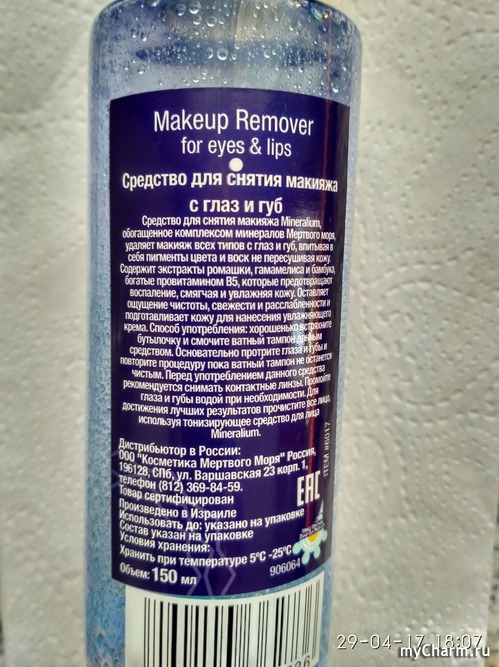 Makeup Remover
for eyes & lips
Средство для снятия макияжа
с глаз и губ
Средство для снятия макияжа Mineralium,
обогащенное комплексом минералов Мертвого моря,
удаляет макияж всех типов с глаз и губ, впитывая в
себя пигменты цвета и воск не пересушивая кожу.
Содержит экстракты ромашки, гамамелиса и бамбука,
богатые провитамином B5, которые предотвращают
воспаление, смягчая и увлажняя кожу. Оставляет
ощущение чистоты, свежести и расслабленности и
подготавливает кожу для нанесения увлажняющего
крема. Способ употребления: хорошенько встряхните
бутылочку и смочите ватный тампон данным
средством. Основательно протрите глаза и губы и
повторите процедуру пока ватный тампон не останется
чистым. Перед употреблением данного средства
рекомендуется снимать контактные линзы. Промойте
глаза и губы водой при необходимости. Для
достижения лучших результатов прочистите все лицо,
используя тонизирующее средство для лица
Mineralium.
Дистрибьютор в России:
ООО "Косметика Мертвого Моря" Россия,
196128, СПб, ул. Варшавская 23 корп. 1,
телефон (812) 369-84-59.
Товар сертифицирован
Произведено в Израиле
Использовать до: указано на упаковке
Состав указан на упаковке
Условия хранения:
Хранить при температуре 5°C -25°C
Объем: 150 мл
ITEM #6017
EAC
906064
29-04-17 18:07
myCharm.ru